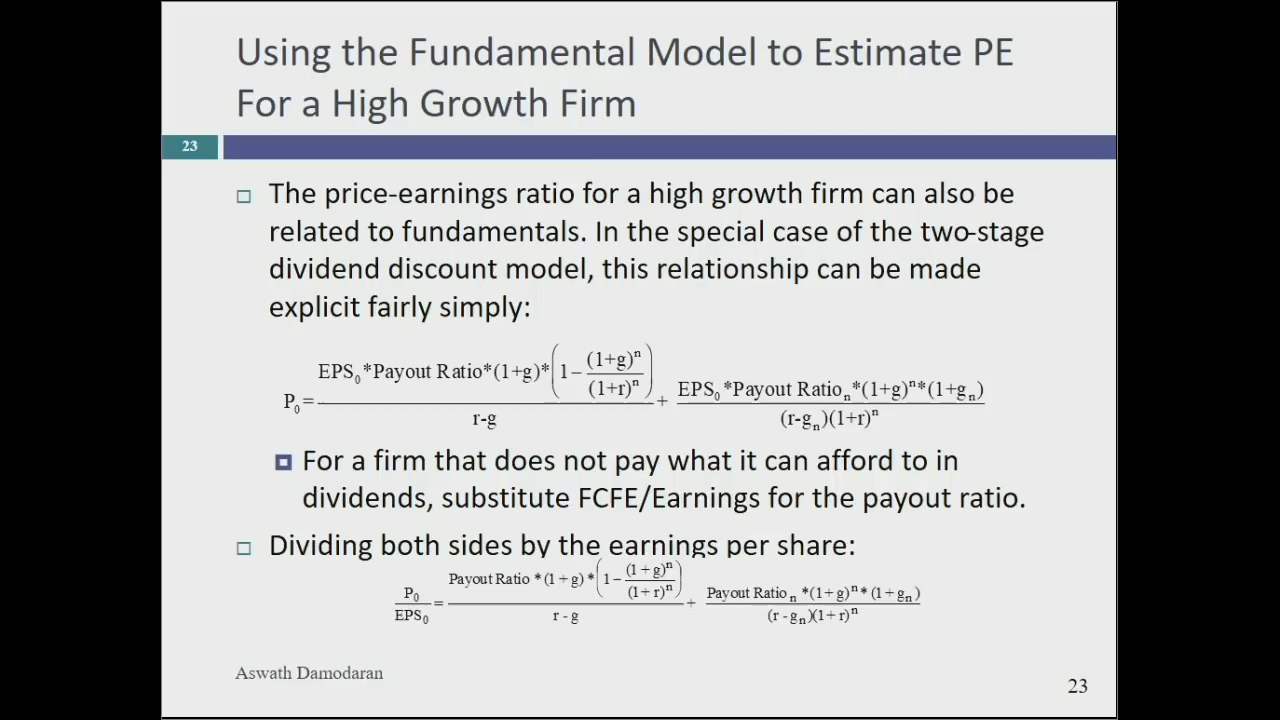 Using the Fundamental Model to Estimate PE
For a High Growth Firm
23
□ The price-earnings ratio for a high growth firm can also be
related to fundamentals. In the special case of the two-stage
dividend discount model, this relationship can be made
explicit fairly simply:
P₀ = EPS₀*Payout Ratio*(1+g)*(1 − (1+g)ⁿ/(1+r)ⁿ) / r-g + EPS₀*Payout Ratioₙ*(1+g)ⁿ*(1+gₙ) / (r-gₙ)(1+r)ⁿ
For a firm that does not pay what it can afford to in
dividends, substitute FCFE/Earnings for the payout ratio.
□ Dividing both sides by the earnings per share:
P₀/EPS₀ = Payout Ratio * (1 + g) * (1 − (1 + g)ⁿ/(1 + r)ⁿ) / r - g + Payout Ratioₙ *(1 + g)ⁿ * (1 + gₙ) / (r - gₙ)(1 + r)ⁿ
Aswath Damodaran
23